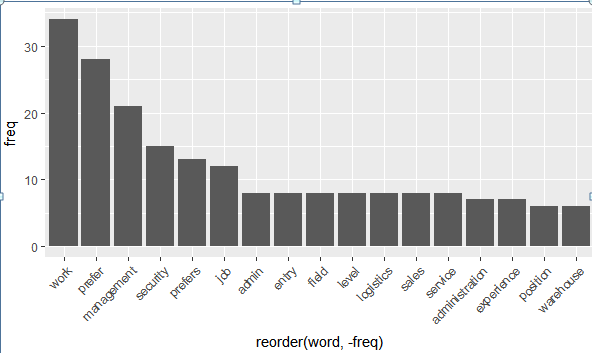 freq
30
20
10
0
work
prefer
management
security
prefers
job
admin
entry
field
level
logistics
sales
service
administration
experience
position
warehouse
reorder(word, -freq)